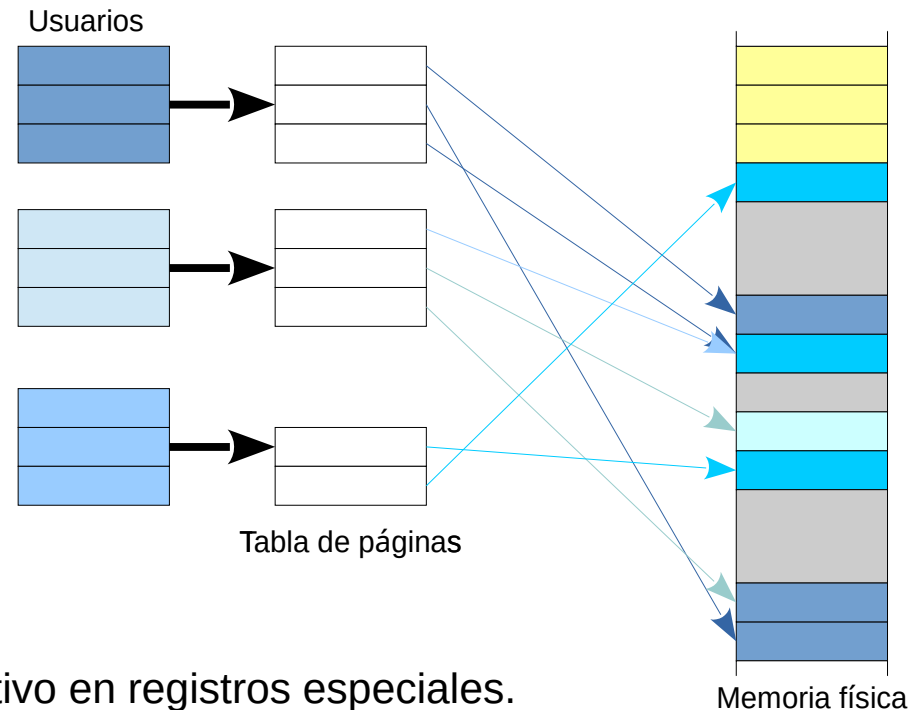 Usuarios
Tabla de páginas
tivo en registros especiales.
Memoria física